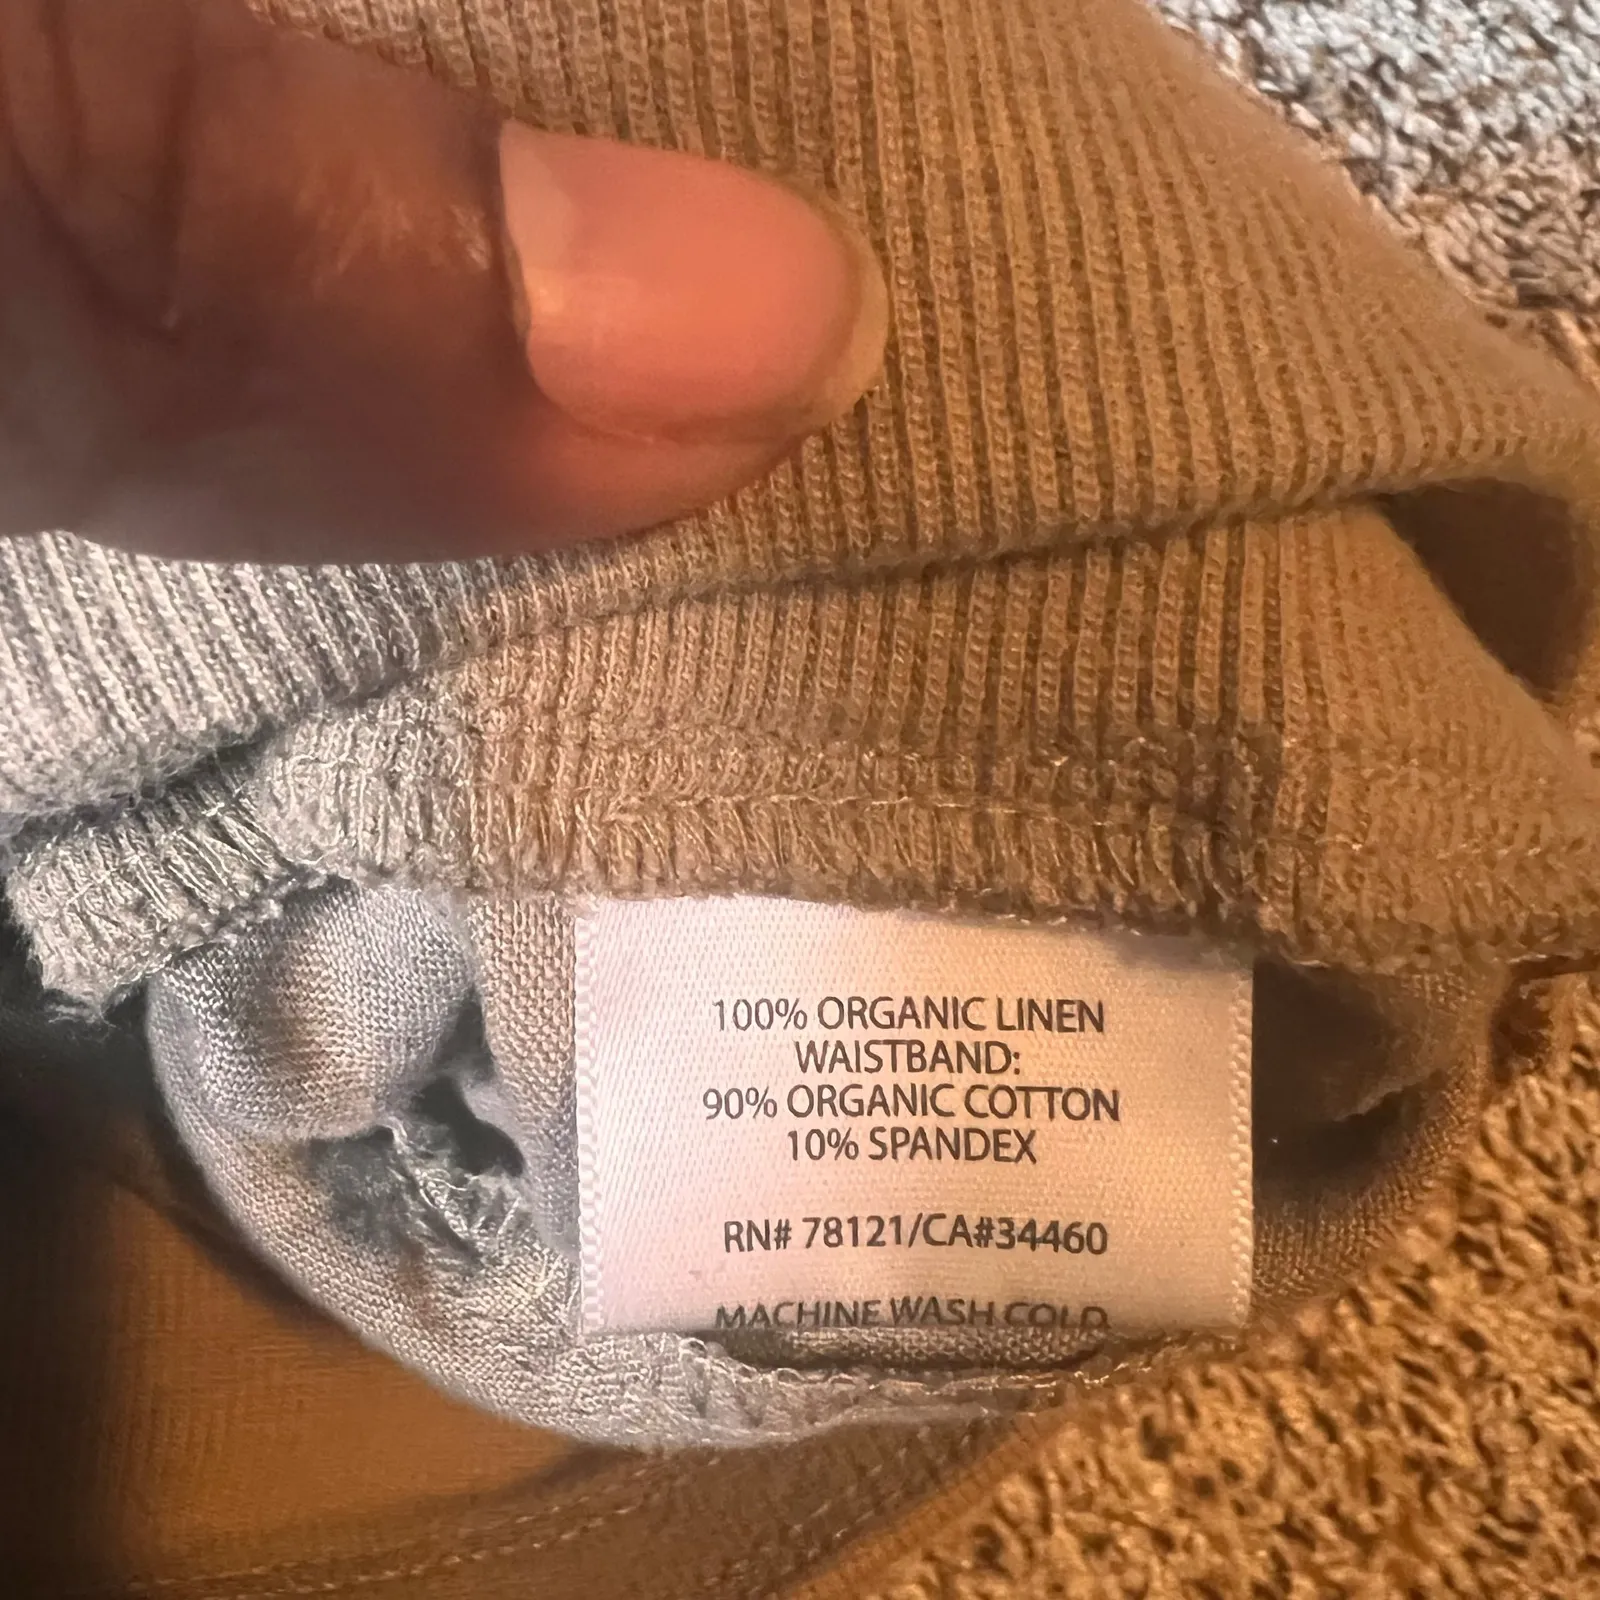 100% ORGANIC LINEN
WAISTBAND:
90% ORGANIC COTTON
10% SPANDEX
RN# 78121/CA#34460
MACHINE WASH COLD